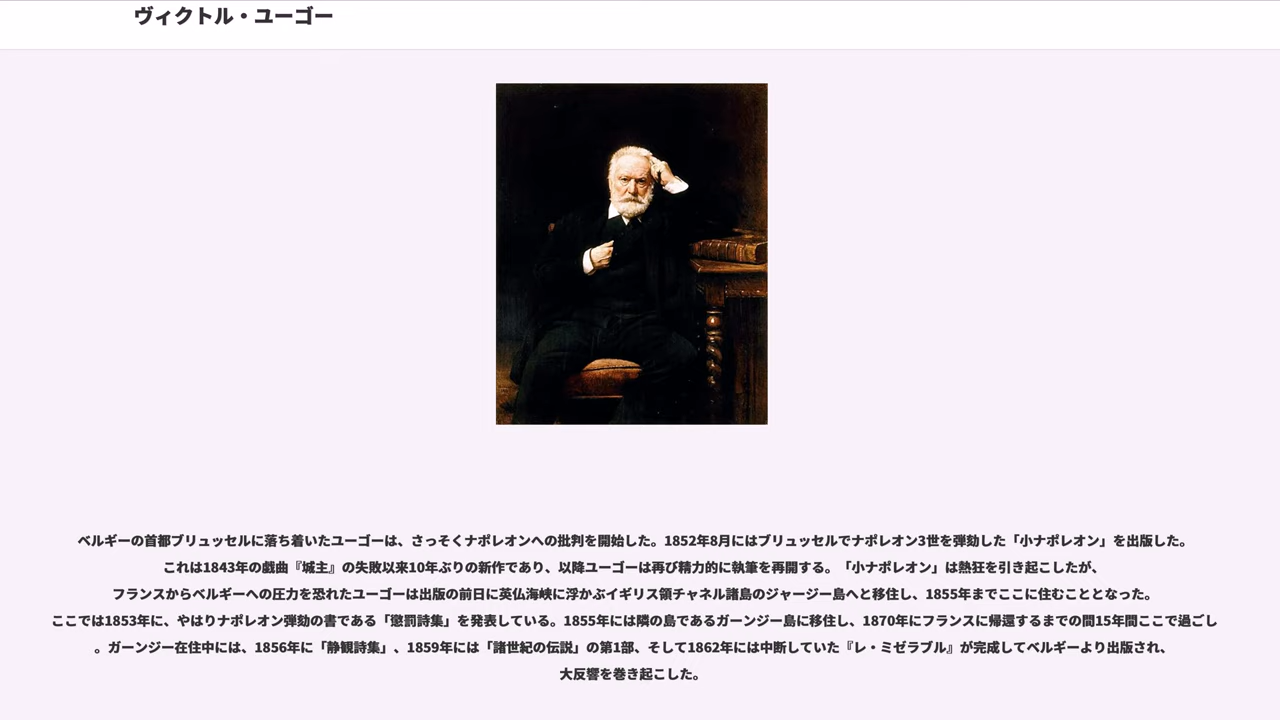 ヴィクトル・ユーゴー
ベルギーの首都ブリュッセルに落ち着いたユーゴーは、さっそくナポレオンへの批判を開始した。1852年8月にはブリュッセルでナポレオン3世を弾劾した「小ナポレオン」を出版した。
これは1843年の戯曲『城主』の失敗以来10年ぶりの新作であり、以降ユーゴーは再び精力的に執筆を再開する。「小ナポレオン」は熱狂を引き起こしたが、
フランスからベルギーへの圧力を恐れたユーゴーは出版の前日に英仏海峡に浮かぶイギリス領チャネル諸島のジャージー島へと移住し、1855年までここに住むこととなった。
ここでは1853年に、やはりナポレオン弾劾の書である「懲罰詩集」を発表している。1855年には隣の島であるガーンジー島に移住し、1870年にフランスに帰還するまでの間15年間ここで過ごし
。ガーンジー在住中には、1856年に「静観詩集」、1859年には「諸世紀の伝説」の第1部、そして1862年には中断していた『レ・ミゼラブル』が完成してベルギーより出版され、
大反響を巻き起こした。